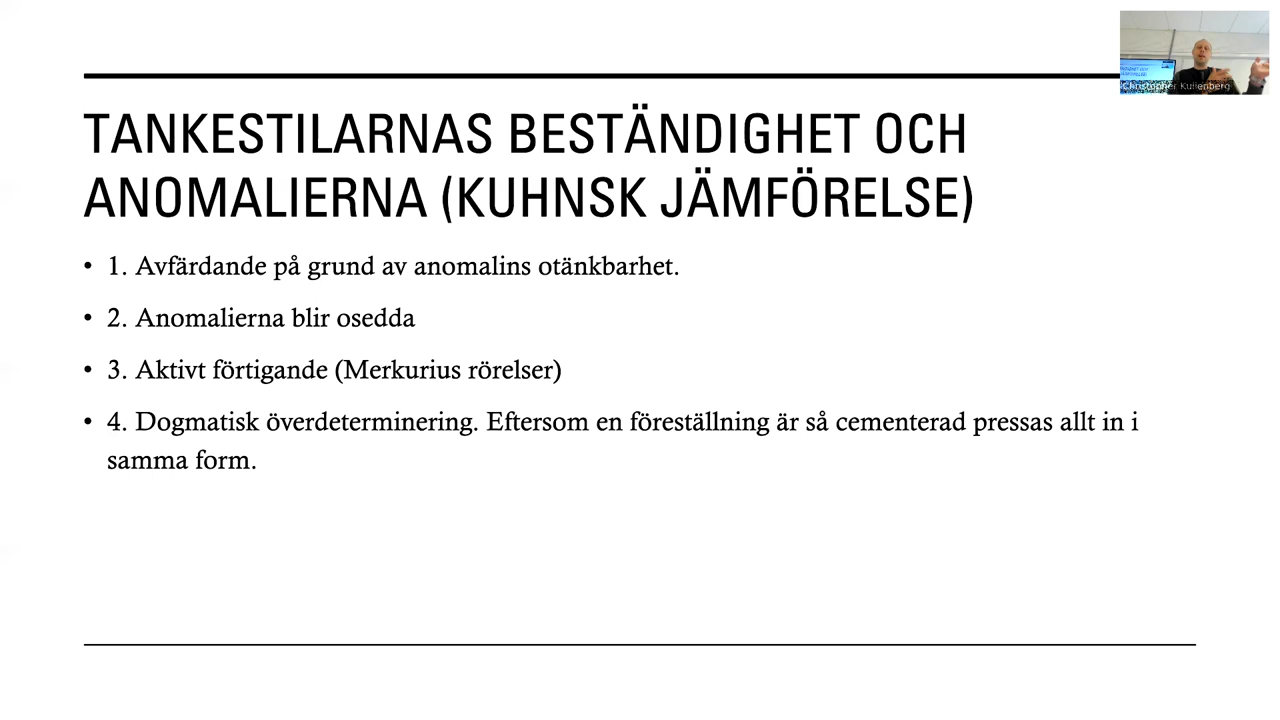 Christopher Kullenberg
TANKESTILARNAS BESTÄNDIGHET OCH
ANOMALIERNA (KUHNSK JÄMFÖRELSE)
• 1. Avfärdande på grund av anomalins otänkbarhet.
• 2. Anomalierna blir osedda
• 3. Aktivt förtigande (Merkurius rörelser)
• 4. Dogmatisk överdeterminering. Eftersom en föreställning är så cementerad pressas allt in i
samma form.